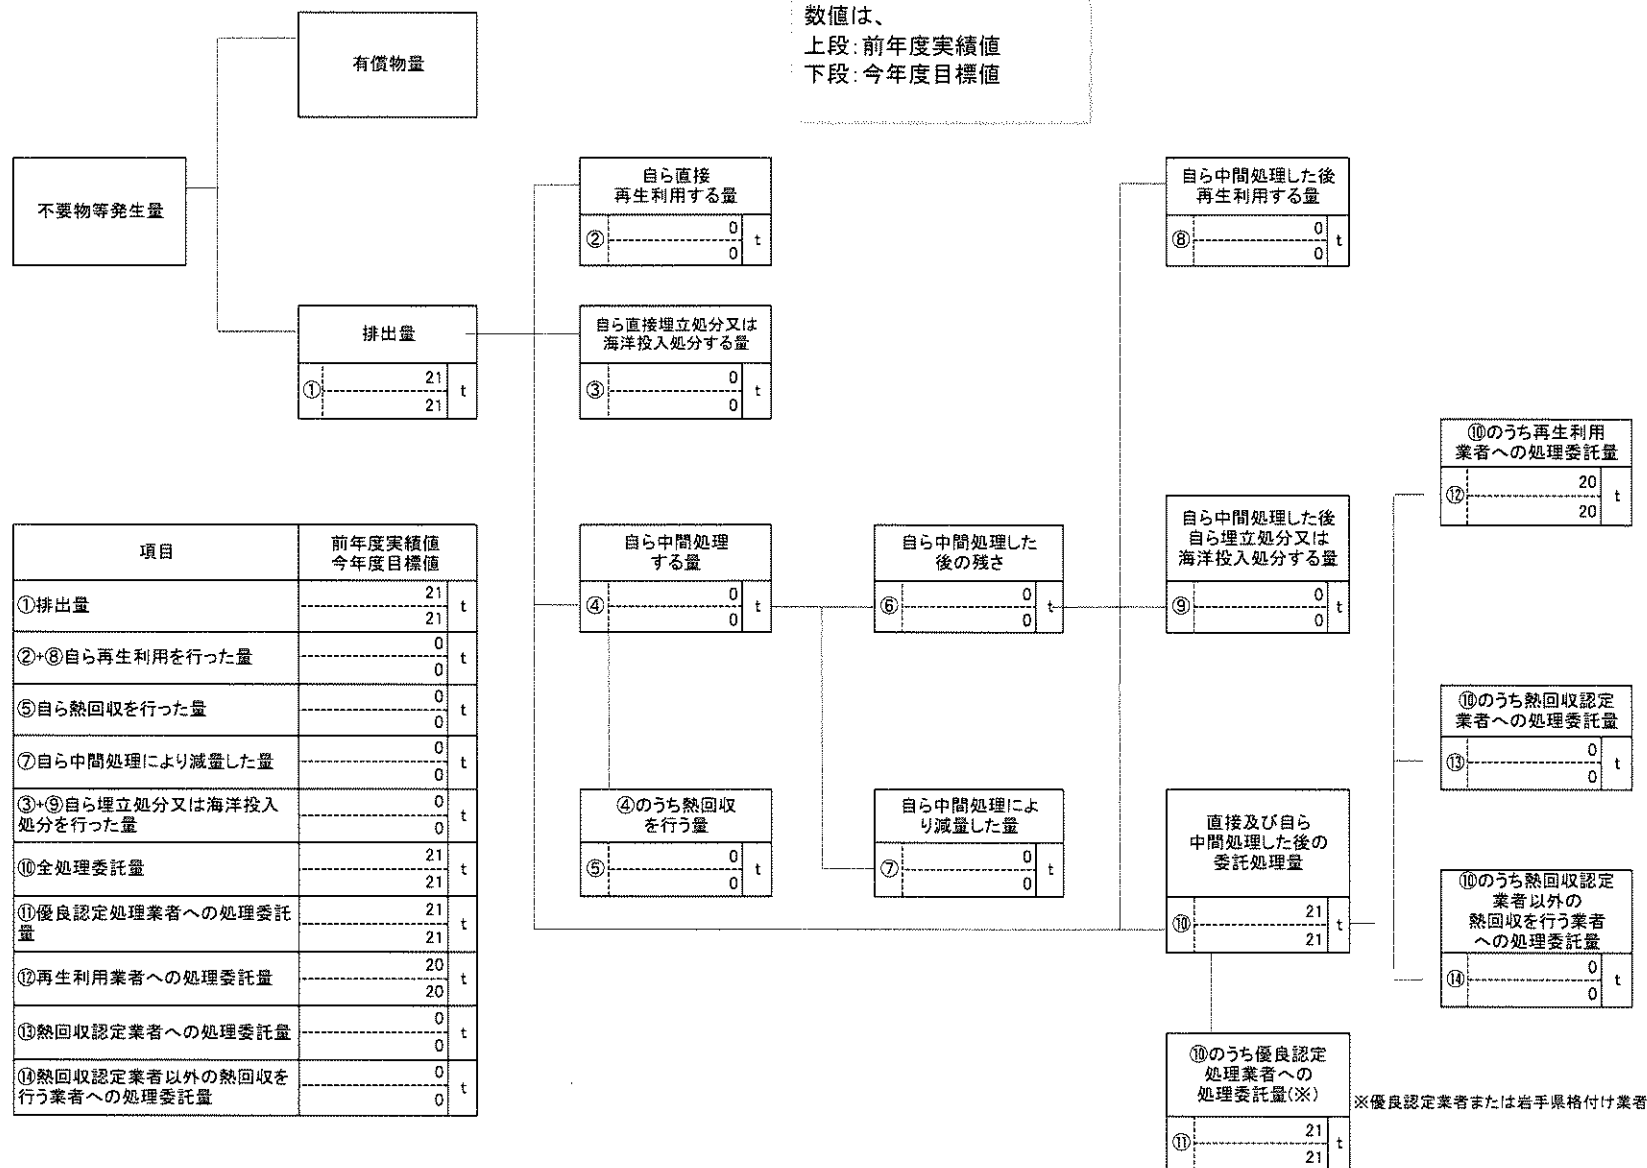 数値は、
上段:前年度実績値
下段:今年度目標値
有償物量
不要物等発生量
排出量
①
21
21
t
自ら直接
再生利用する量
②
0
0
t
自ら直接埋立処分又は
海洋投入処分する量
③
0
0
t
自ら中間処理
する量
④
0
0
t
④のうち熱回収
を行う量
⑤
0
0
t
自ら中間処理した
後の残さ
⑥
0
0
t
自ら中間処理によ
り減量した量
⑦
0
0
t
自ら中間処理した後
再生利用する量
⑧
0
0
t
自ら中間処理した後
自ら埋立処分又は
海洋投入処分する量
⑨
0
0
t
直接及び自ら
中間処理した後の
委託処理量
⑩
21
21
t
⑩のうち優良認定
処理業者への
処理委託量(※)
⑪
21
21
t
※優良認定業者または岩手県格付け業者
⑩のうち再生利用
業者への処理委託量
⑫
20
20
t
⑩のうち熱回収認定
業者への処理委託量
⑬
0
0
t
⑩のうち熱回収認定
業者以外の
熱回収を行う業者
への処理委託量
⑭
0
0
t
項目
前年度実績値
今年度目標値
①排出量
21
21
t
②+⑧自ら再生利用を行った量
0
0
t
⑤自ら熱回収を行った量
0
0
t
⑦自ら中間処理により減量した量
0
0
t
③+⑨自ら埋立処分又は海洋投入
処分を行った量
0
0
t
⑩全処理委託量
21
21
t
⑪優良認定処理業者への処理委託
量
21
21
t
⑫再生利用業者への処理委託量
20
20
t
⑬熱回収認定業者への処理委託量
0
0
t
⑭熱回収認定業者以外の熱回収を
行う業者への処理委託量
0
0
t